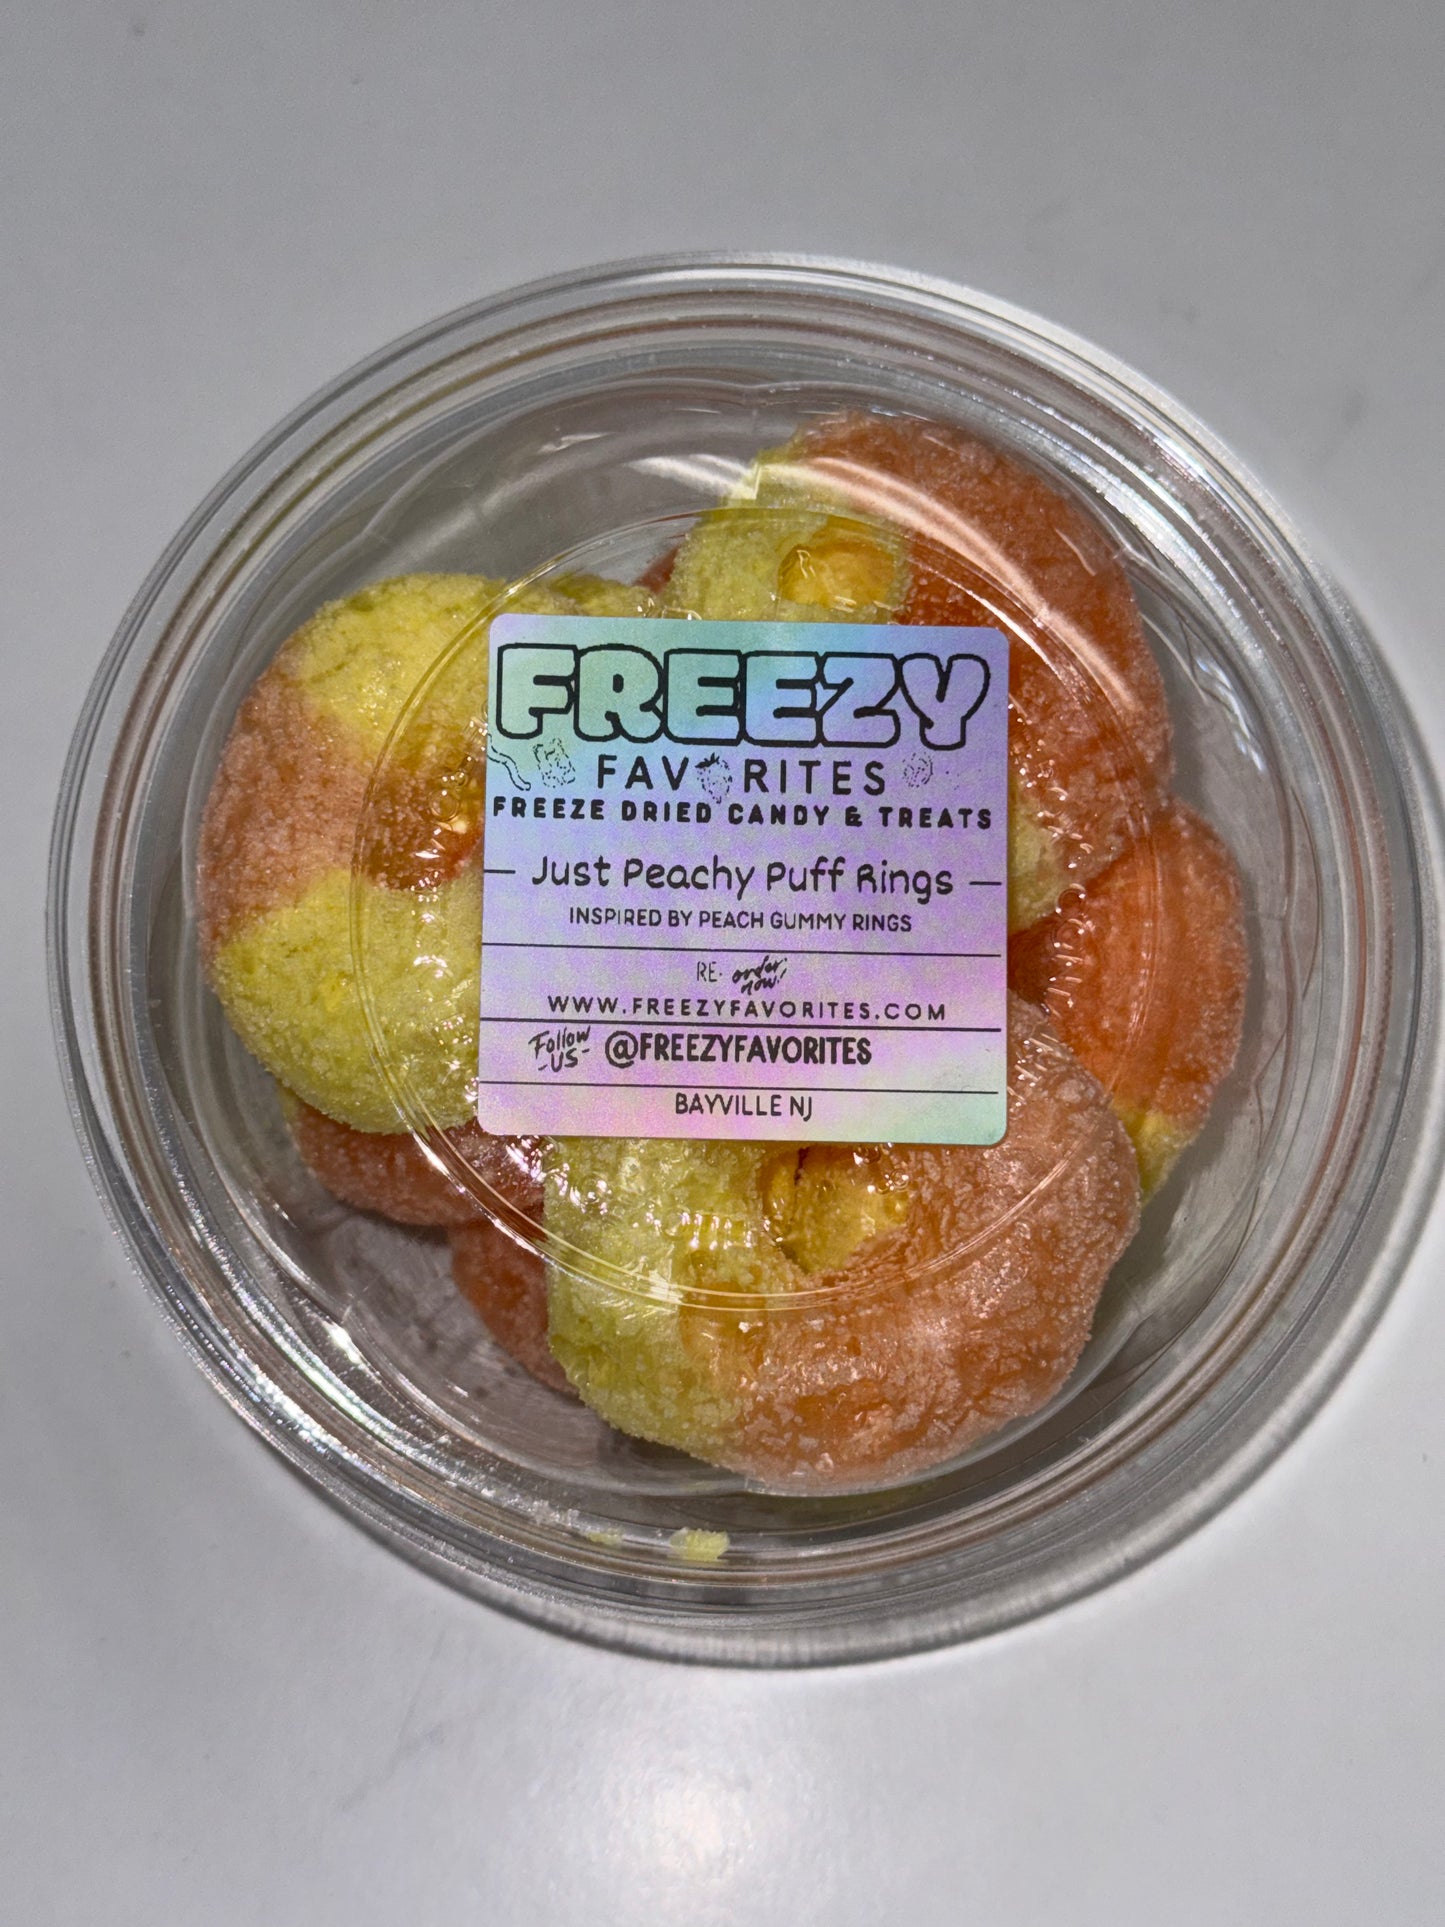 FREEZY
FAVORITES
FREEZE DRIED CANDY & TREATS
Just Peachy Puff Rings
INSPIRED BY PEACH GUMMY RINGS
RE- order now!
WWW.FREEZYFAVORITES.COM
Follow US- @FREEZYFAVORITES
BAYVILLE NJ